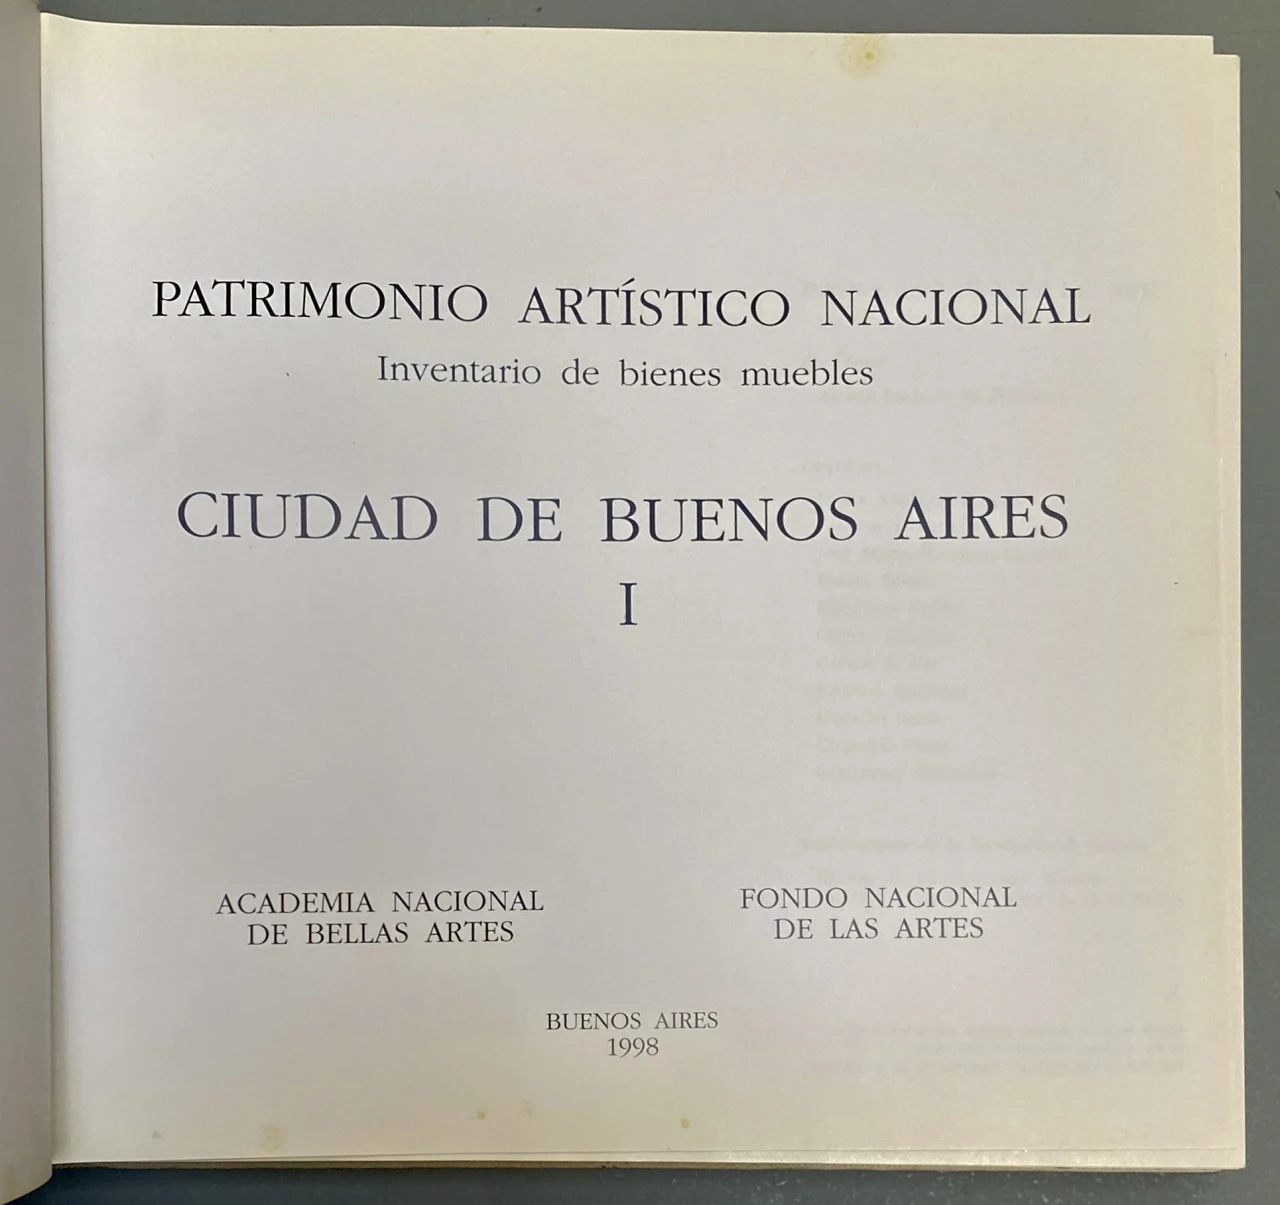 PATRIMONIO ARTÍSTICO NACIONAL
Inventario de bienes muebles
CIUDAD DE BUENOS AIRES
I
ACADEMIA NACIONAL
DE BELLAS ARTES
FONDO NACIONAL
DE LAS ARTES
BUENOS AIRES
1998